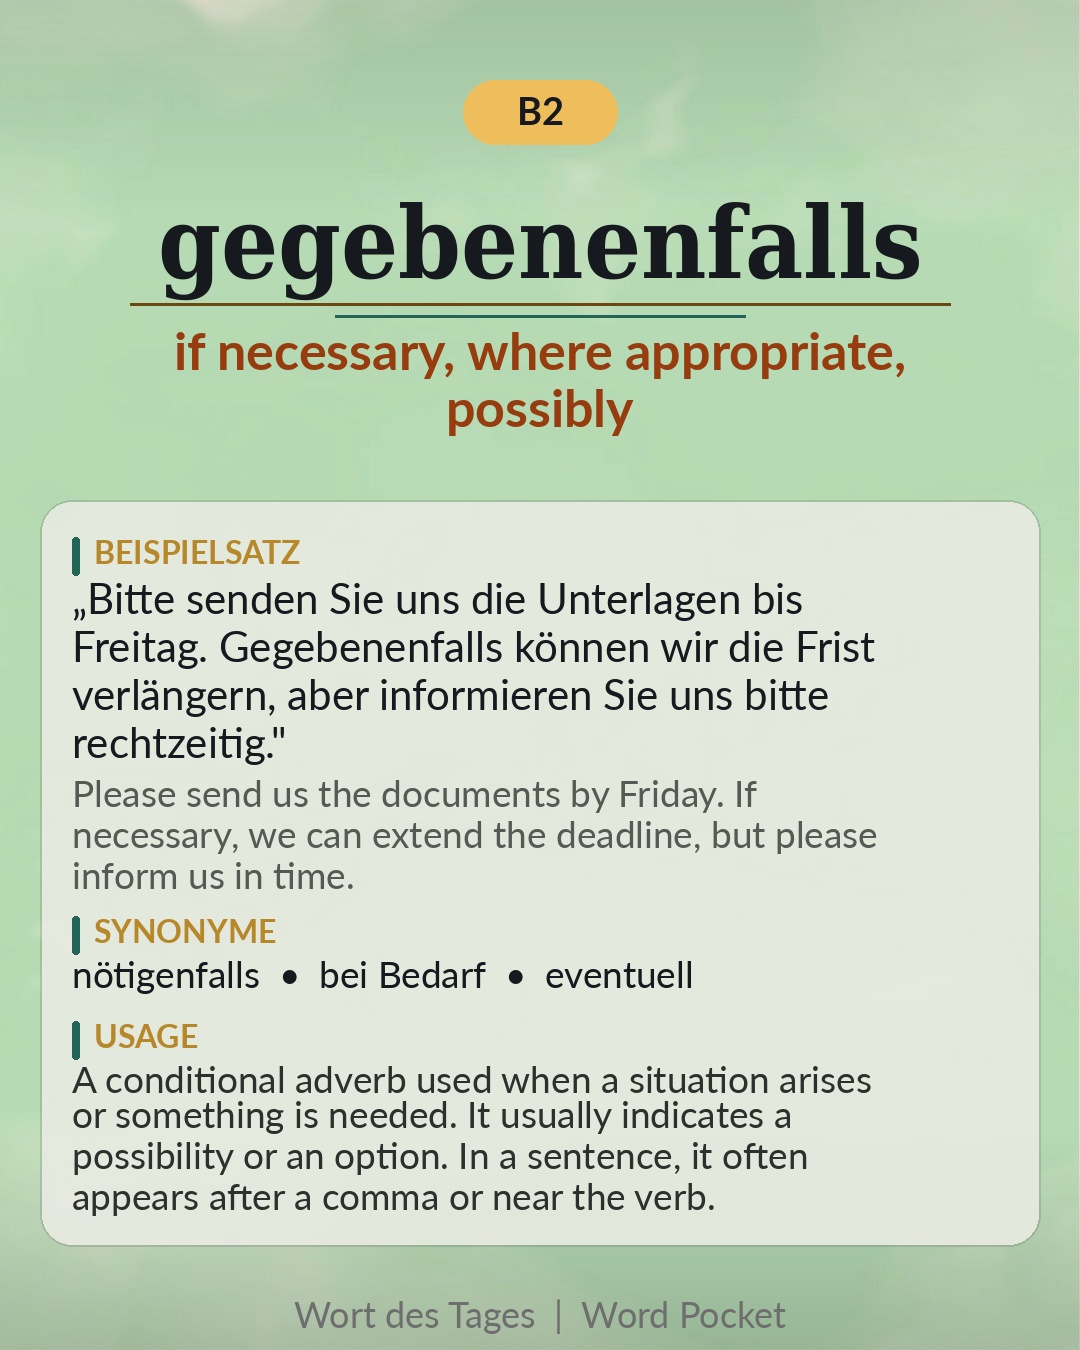 B2
gegebenenfalls
if necessary, where appropriate,
possibly
BEISPIELSATZ
„Bitte senden Sie uns die Unterlagen bis
Freitag. Gegebenenfalls können wir die Frist
verlängern, aber informieren Sie uns bitte
rechtzeitig."
Please send us the documents by Friday. If
necessary, we can extend the deadline, but please
inform us in time.
SYNONYME
nötigenfalls • bei Bedarf • eventuell
USAGE
A conditional adverb used when a situation arises
or something is needed. It usually indicates a
possibility or an option. In a sentence, it often
appears after a comma or near the verb.
Wort des Tages | Word Pocket